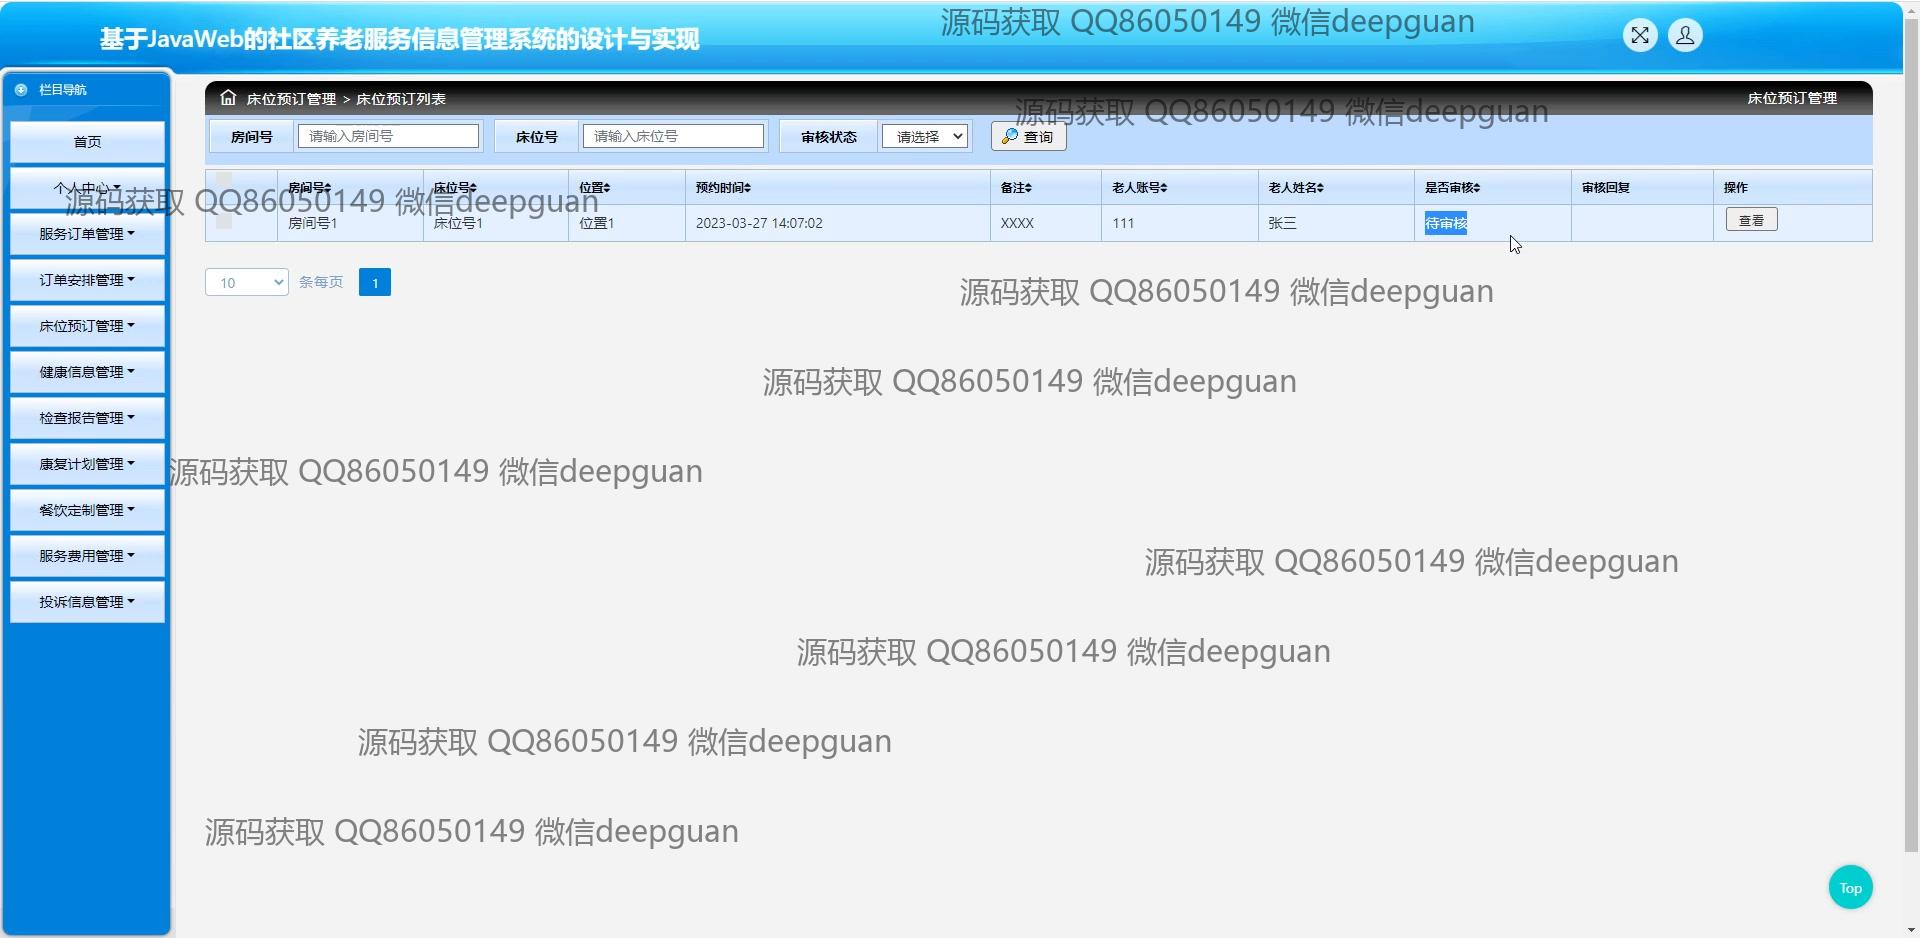 源码获取 QQ86050149 微信deepguan
基于JavaWeb的社区养老服务信息管理系统的设计与实现
栏目导航
床位预订管理 > 床位预订列表
床位预订管理
源码获取 QQ86050149 微信deepguan
房间号 请输入房间号 床位号 请输入床位号 审核状态 请选择 查询
首页
个人中心
服务订单管理
订单安排管理
床位预订管理
健康信息管理
检查报告管理
康复计划管理
餐饮定制管理
服务费用管理
投诉信息管理
房间号 床位号 位置 预约时间 备注 老人账号 老人姓名 是否审核 审核回复 操作
源码获取 QQ86050149 微信deepguan
房间号1 床位号1 位置1 2023-03-27 14:07:02 XXXX 111 张三 待审核 查看
10 条每页 1
源码获取 QQ86050149 微信deepguan
源码获取 QQ86050149 微信deepguan
源码获取 QQ86050149 微信deepguan
源码获取 QQ86050149 微信deepguan
源码获取 QQ86050149 微信deepguan
源码获取 QQ86050149 微信deepguan
源码获取 QQ86050149 微信deepguan
Top